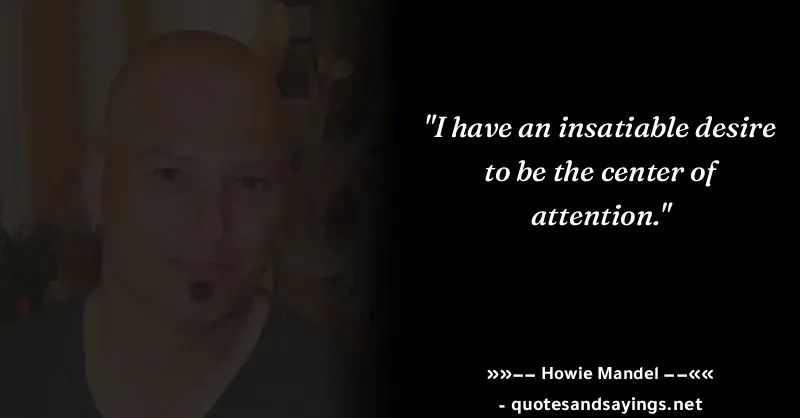 "I have an insatiable desire
to be the center of
attention."
»»–– Howie Mandel ––««
- quotesandsayings.net